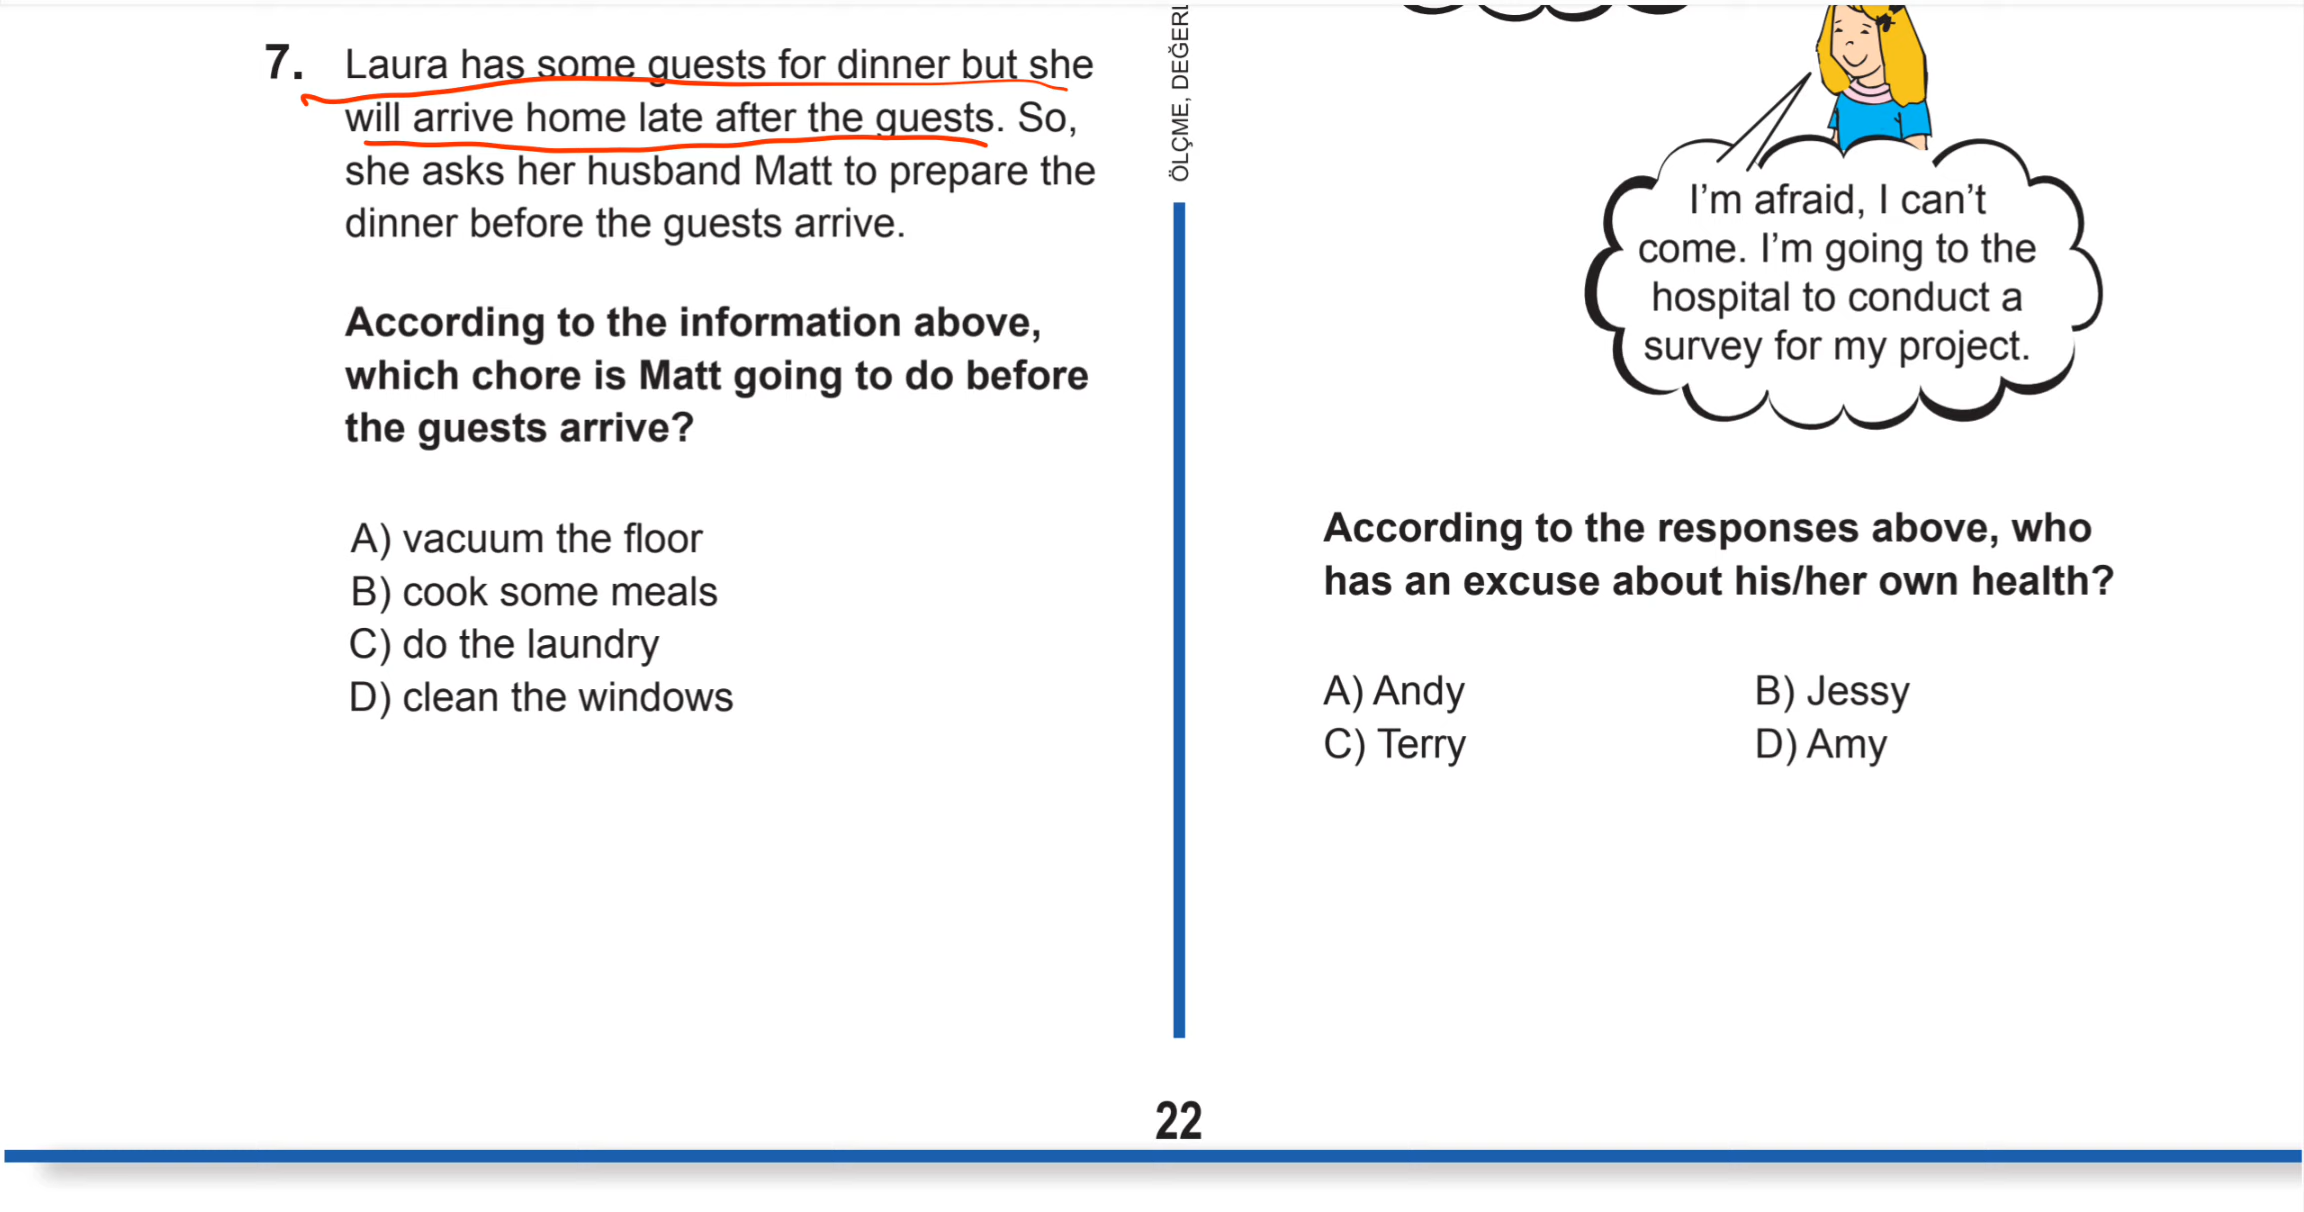 7. Laura has some guests for dinner but she
will arrive home late after the guests. So,
she asks her husband Matt to prepare the
dinner before the guests arrive.
According to the information above,
which chore is Matt going to do before
the guests arrive?
A) vacuum the floor
B) cook some meals
C) do the laundry
D) clean the windows
ÖLÇME, DEĞERL
I'm afraid, I can't
come. I'm going to the
hospital to conduct a
survey for my project.
According to the responses above, who
has an excuse about his/her own health?
A) Andy B) Jessy
C) Terry D) Amy
22